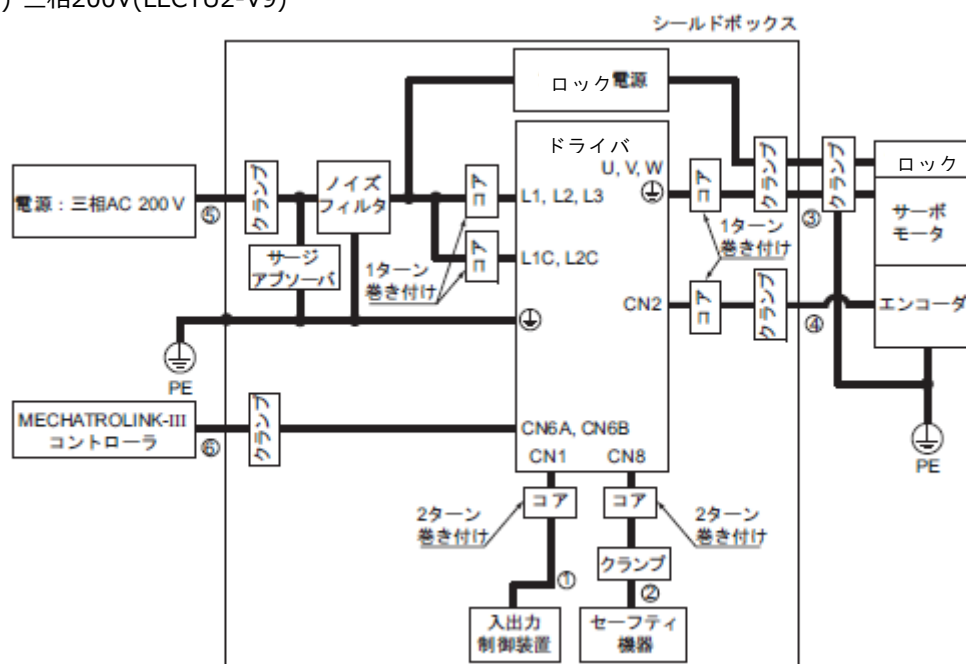 ) 三相200V(LECYU2-V9)
シールドボックス
ロック電源
ドライバ
U, V, W
ロック
クランプ
クランプ
クランプ
コア
コア
ノイズ
フィルタ
電源：三相AC 200 V
⑤
L1, L2, L3
③
サーボ
モータ
サージ
アブソーバ
コア
L1C, L2C
1ターン
巻き付け
1ターン
巻き付け
CN2
コア
クランプ
④
エンコーダ
PE
MECHATROLINK-III
コントローラ
⑥
クランプ
CN6A, CN6B
CN1
CN8
PE
2ターン
巻き付け
コア
コア
2ターン
巻き付け
クランプ
①
②
入出力
制御装置
セーフティ
機器